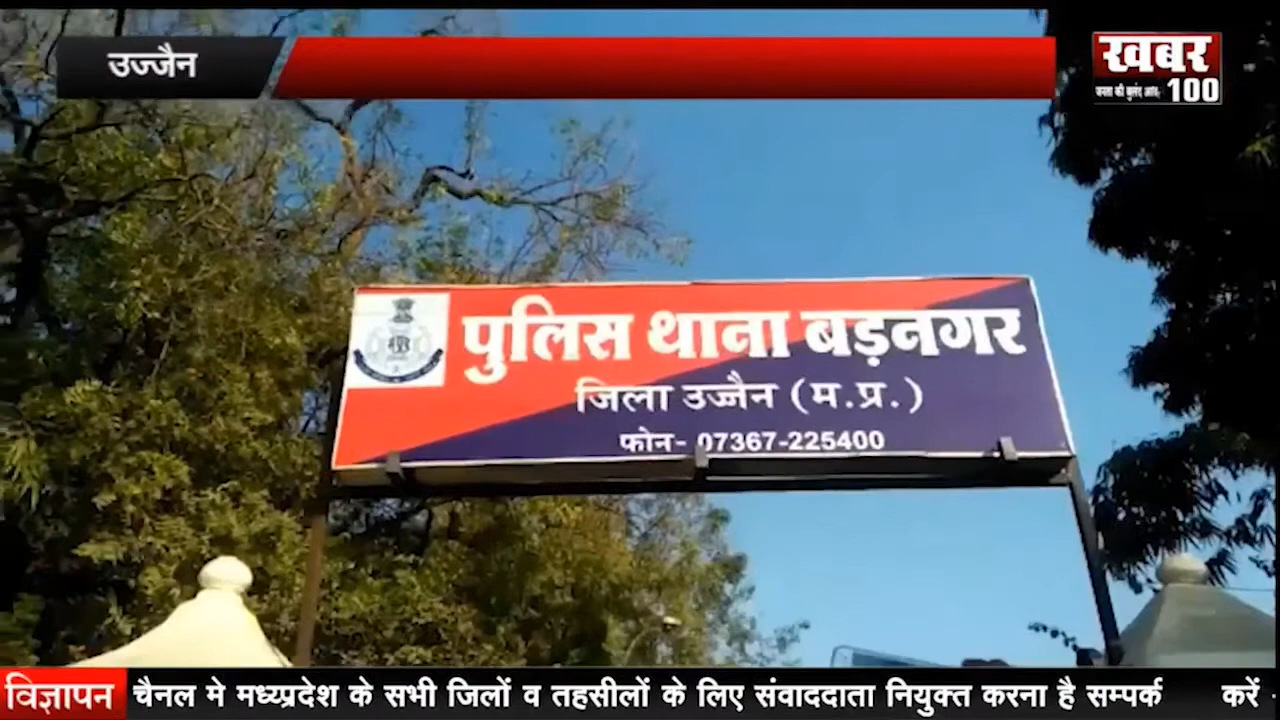 उज्जैन
खबर
100
पुलिस थाना बड़नगर
जिला उज्जैन (म.प्र.)
फोन- 07367-225400
विज्ञापन
चैनल मे मध्यप्रदेश के सभी जिलों व तहसीलों के लिए संवाददाता नियुक्त करना है सम्पर्क करें